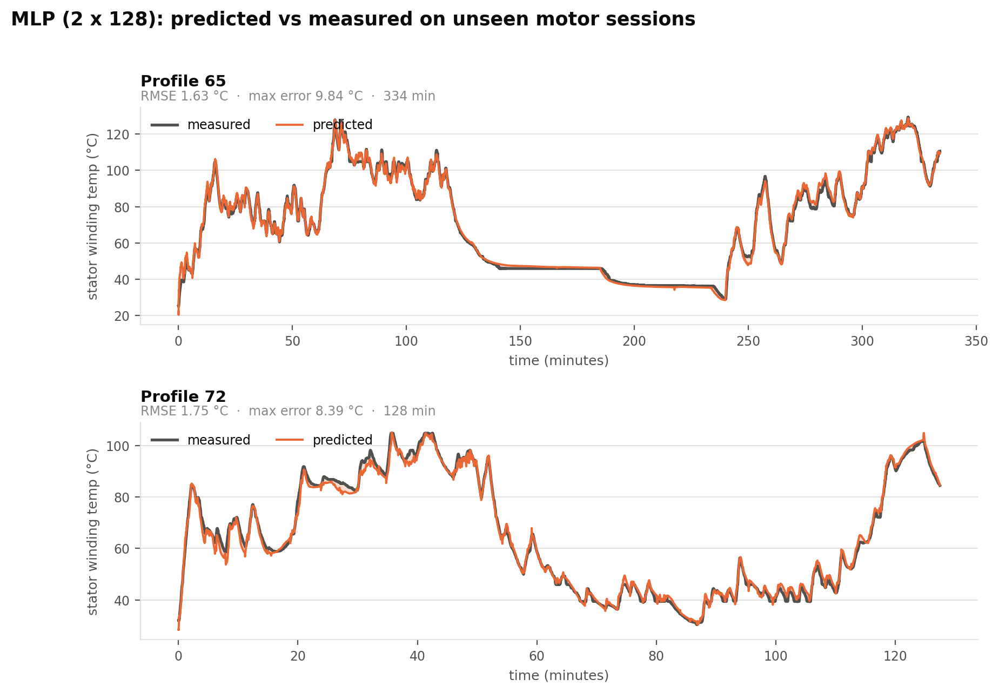 MLP (2 x 128): predicted vs measured on unseen motor sessions
Profile 65
RMSE 1.63 °C · max error 9.84 °C · 334 min
measured predicted
stator winding temp (°C)
120
100
80
60
40
20
0 50 100 150 200 250 300 350
time (minutes)
Profile 72
RMSE 1.75 °C · max error 8.39 °C · 128 min
measured predicted
stator winding temp (°C)
100
80
60
40
0 20 40 60 80 100 120
time (minutes)